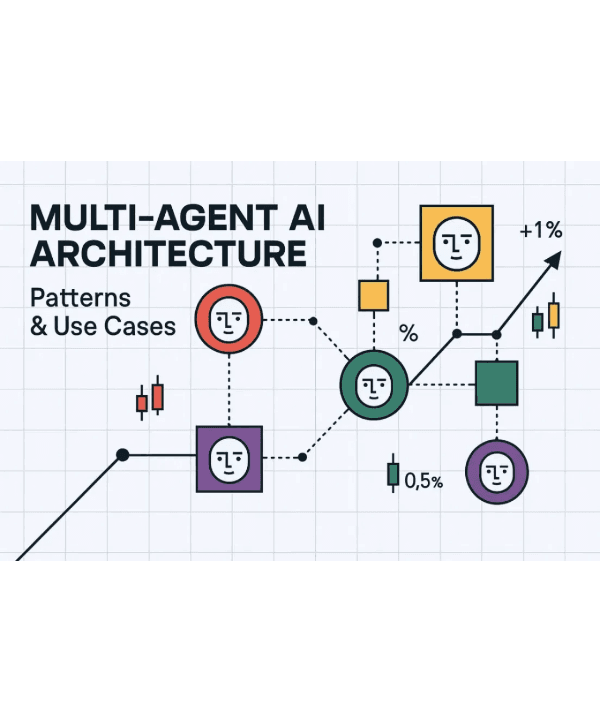 MULTI-AGENT AI
ARCHITECTURE
Patterns
& Use Cases
+1%
%
0,5%